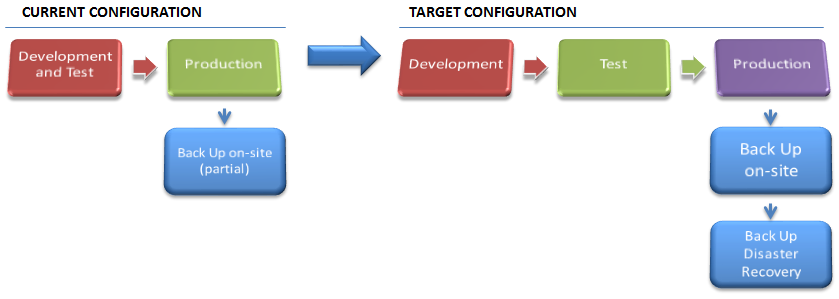 CURRENT CONFIGURATION
Development
and Test
Production
Back Up on-site
(partial)
TARGET CONFIGURATION
Development
Test
Production
Back Up
on-site
Back Up
Disaster
Recovery